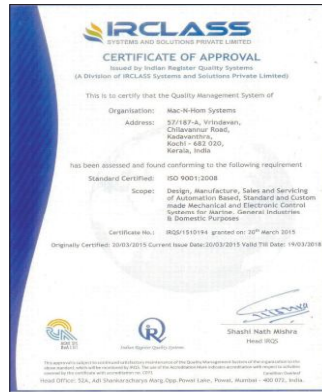 IRCLASS
SYSTEMS AND SOLUTIONS PRIVATE LIMITED
CERTIFICATE OF APPROVAL
Issued by Indian Register Quality Systems
(A Division of IRCLASS Systems and Solutions Private Limited)
This is to certify that the Quality Management System of
Organisation: Mac-N-Hom Systems
Address: 57/187-A, Vrindavan,
Chilavannur Road,
Kadavanthra,
Kochi - 682 020,
Kerala, India
has been assessed and found conforming to the following requirement
Standard Certified: ISO 9001:2008
Scope: Design, Manufacture, Sales and Servicing
of Automation Based, Standard and Custom
made Mechanical and Electronic Control
Systems for Marine, General Industries
& Domestic Purposes
Certificate No.: IRQS/1510194 granted on: 20th March 2015
Originally Certified: 20/03/2015 Current Issue Date: 20/03/2015 Valid Till Date: 19/03/2018
Shashi Nath Mishra
Head IRQS
Indian Register Quality Systems
Head Office: 52A, Adi Shankaracharya Marg, Opp. Powai Lake, Powai, Mumbai - 400 072, India.